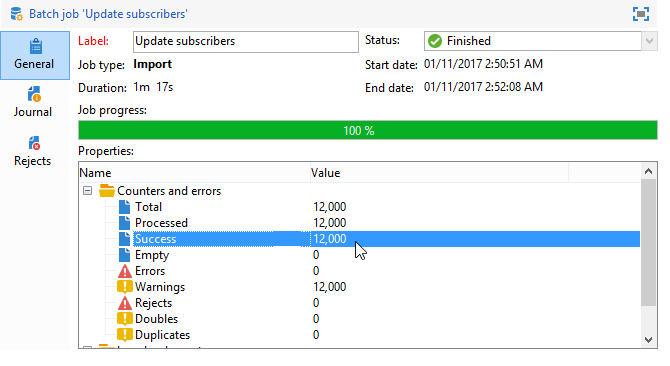 Batch job 'Update subscribers'
General
Journal
Rejects
Label: Update subscribers
Status: Finished
Job type: Import
Start date: 01/11/2017 2:50:51 AM
Duration: 1m 17s
End date: 01/11/2017 2:52:08 AM
Job progress:
100 %
Properties:
Name Value
Counters and errors
Total 12,000
Processed 12,000
Success 12,000
Empty 0
Errors 0
Warnings 12,000
Rejects 0
Doubles 0
Duplicates 0